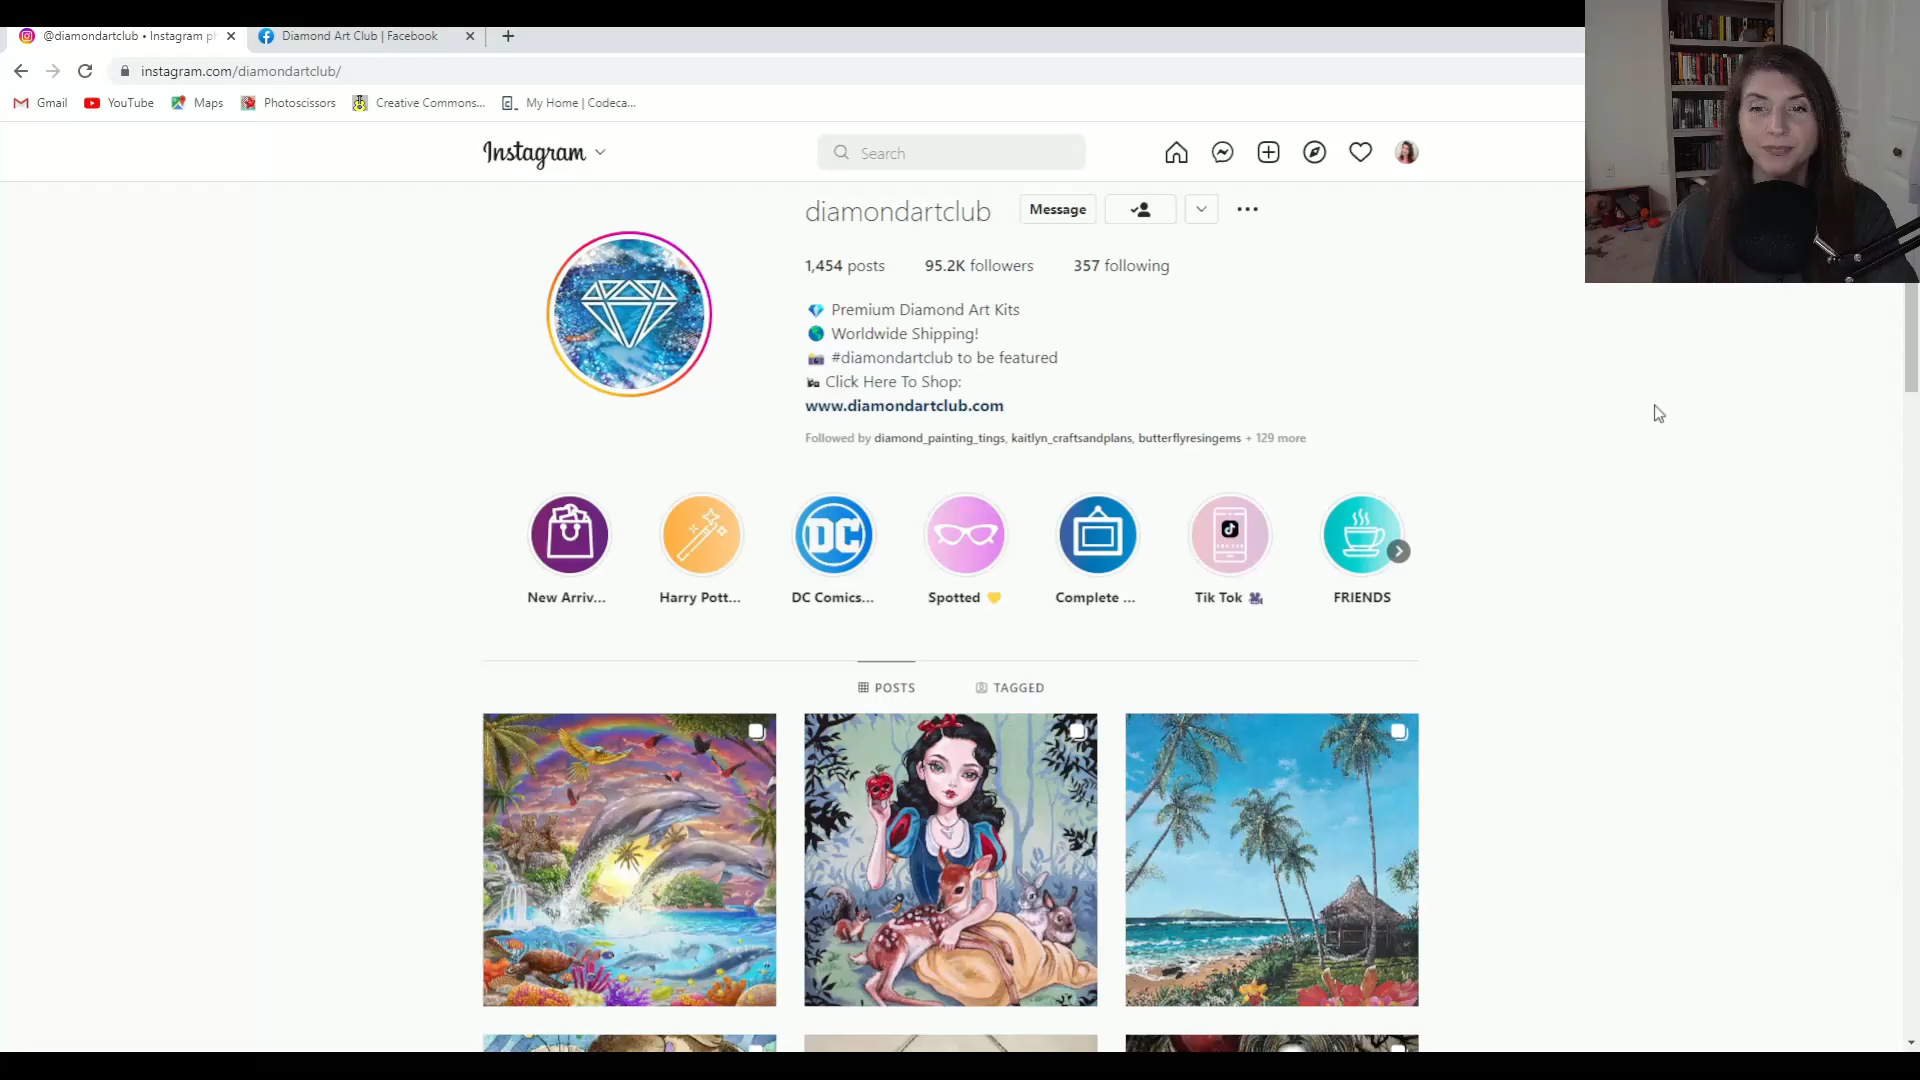 @diamondartclub • Instagram ph
Diamond Art Club | Facebook
instagram.com/diamondartclub/
Gmail
YouTube
Maps
Photoscissors
Creative Commons...
My Home | Codeca...
Instagram
Search
diamondartclub
Message
1,454 posts
95.2K followers
357 following
Premium Diamond Art Kits
Worldwide Shipping!
#diamondartclub to be featured
Click Here To Shop:
www.diamondartclub.com
Followed by diamond_painting_tings, kaitlyn_craftsandplans, butterflyresingems + 129 more
DC
New Arriv...
Harry Pott...
DC Comics...
Spotted
Complete ...
Tik Tok
FRIENDS
POSTS
TAGGED